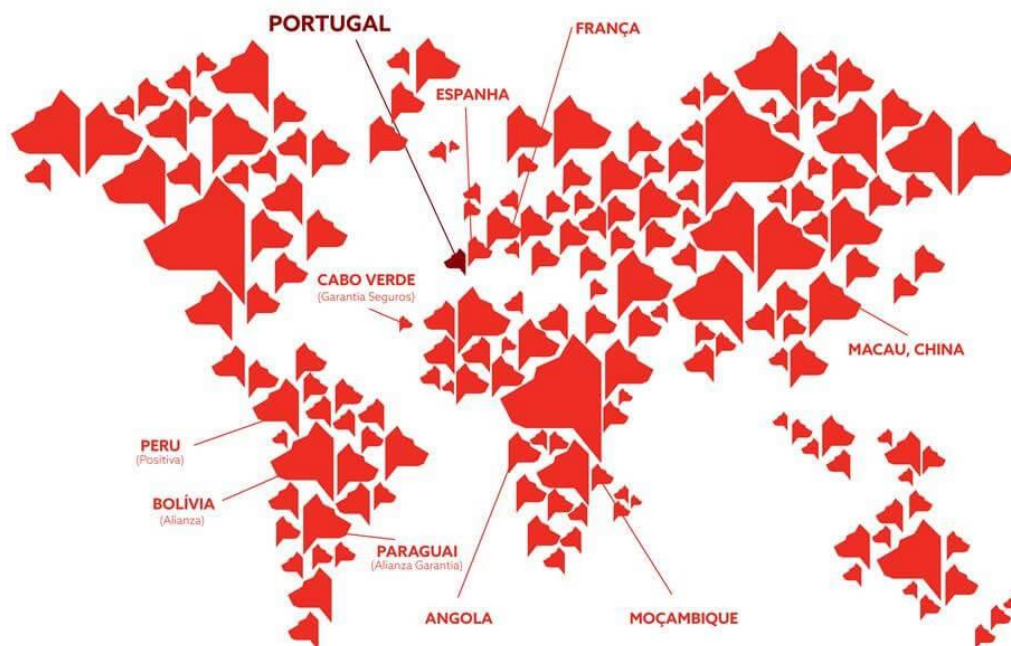 PORTUGAL
FRANÇA
ESPANHA
CABO VERDE
(Garantia Seguros)
MACAU, CHINA
PERU
(Positiva)
BOLÍVIA
(Alianza)
PARAGUAI
(Alianza Garantia)
ANGOLA
MOÇAMBIQUE